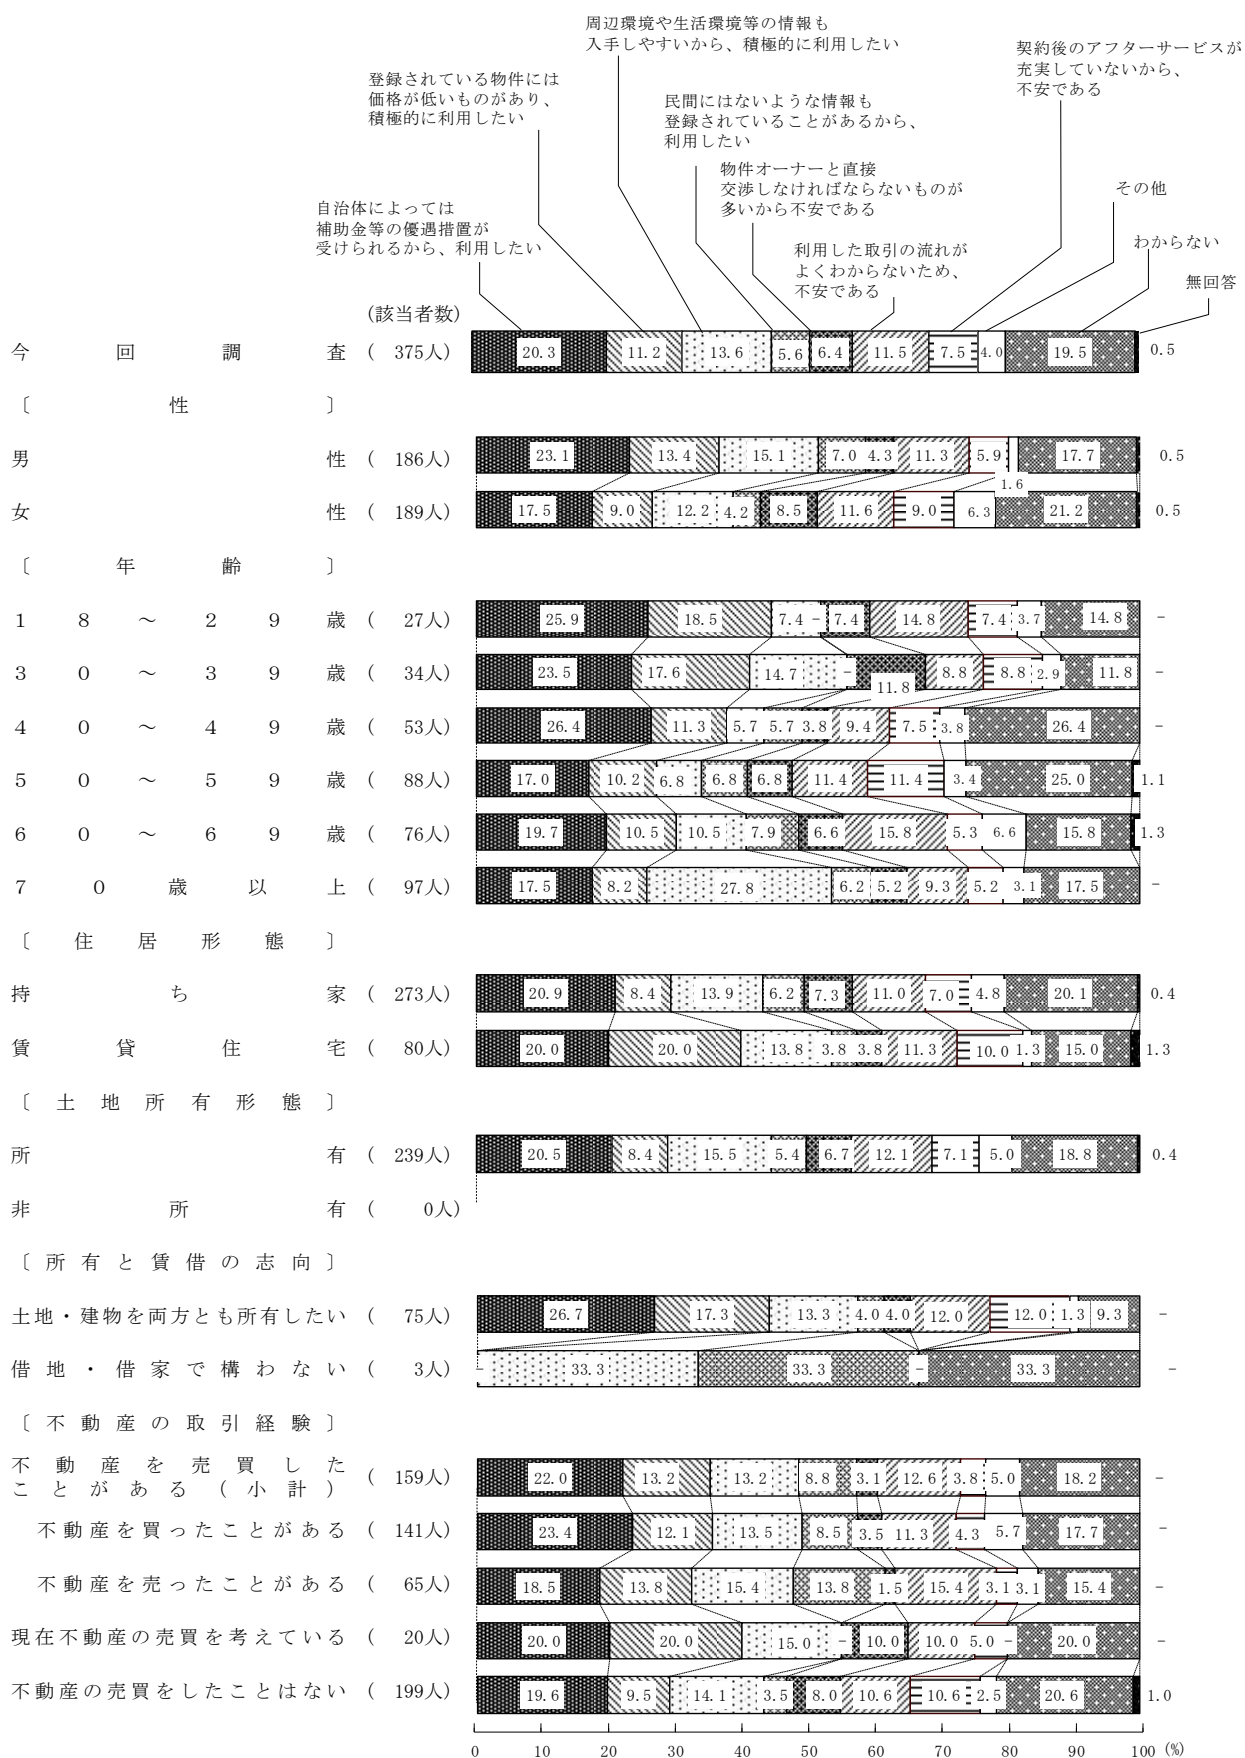 周辺環境や生活環境等の情報も
入手しやすいから、積極的に利用したい
契約後のアフターサービスが
充実していないから、
不安である
登録されている物件には
価格が低いものがあり、
積極的に利用したい
民間にはないような情報も
登録されていることがあるから、
利用したい
物件オーナーと直接
交渉しなければならないものが
多いから不安である
その他
自治体によっては
補助金等の優遇措置が
受けられるから、利用したい
利用した取引の流れが
よくわからないため、
不安である
わからない
無回答
(該当者数)
今回調査 ( 375人) 20.3 11.2 13.6 5.6 6.4 11.5 7.5 4.0 19.5 0.5
〔性〕
男性 ( 186人) 23.1 13.4 15.1 7.0 4.3 11.3 5.9 1.6 17.7 0.5
女性 ( 189人) 17.5 9.0 12.2 4.2 8.5 11.6 9.0 6.3 21.2 0.5
〔年齢〕
18～29歳 ( 27人) 25.9 18.5 7.4 - 7.4 14.8 7.4 3.7 14.8 -
30～39歳 ( 34人) 23.5 17.6 14.7 - 11.8 8.8 8.8 2.9 11.8 -
40～49歳 ( 53人) 26.4 11.3 5.7 5.7 3.8 9.4 7.5 3.8 26.4 -
50～59歳 ( 88人) 17.0 10.2 6.8 6.8 6.8 11.4 11.4 3.4 25.0 1.1
60～69歳 ( 76人) 19.7 10.5 10.5 7.9 6.6 15.8 5.3 6.6 15.8 1.3
70歳以上 ( 97人) 17.5 8.2 27.8 6.2 5.2 9.3 5.2 3.1 17.5 -
〔住居形態〕
持ち家 ( 273人) 20.9 8.4 13.9 6.2 7.3 11.0 7.0 4.8 20.1 0.4
賃貸住宅 ( 80人) 20.0 20.0 13.8 3.8 3.8 11.3 10.0 1.3 15.0 1.3
〔土地所有形態〕
所有 ( 239人) 20.5 8.4 15.5 5.4 6.7 12.1 7.1 5.0 18.8 0.4
非所有 ( 0人)
〔所有と賃借の志向〕
土地・建物を両方とも所有したい ( 75人) 26.7 17.3 13.3 4.0 4.0 12.0 12.0 1.3 9.3 -
借地・借家で構わない ( 3人) - 33.3 33.3 - 33.3 -
〔不動産の取引経験〕
不動産を売買した
ことがある(小計) ( 159人) 22.0 13.2 13.2 8.8 3.1 12.6 3.8 5.0 18.2 -
不動産を買ったことがある ( 141人) 23.4 12.1 13.5 8.5 3.5 11.3 4.3 5.7 17.7 -
不動産を売ったことがある ( 65人) 18.5 13.8 15.4 13.8 1.5 15.4 3.1 3.1 15.4 -
現在不動産の売買を考えている ( 20人) 20.0 20.0 15.0 - 10.0 10.0 5.0 - 20.0 -
不動産の売買をしたことはない ( 199人) 19.6 9.5 14.1 3.5 8.0 10.6 10.6 2.5 20.6 1.0
0 10 20 30 40 50 60 70 80 90 100 (%)